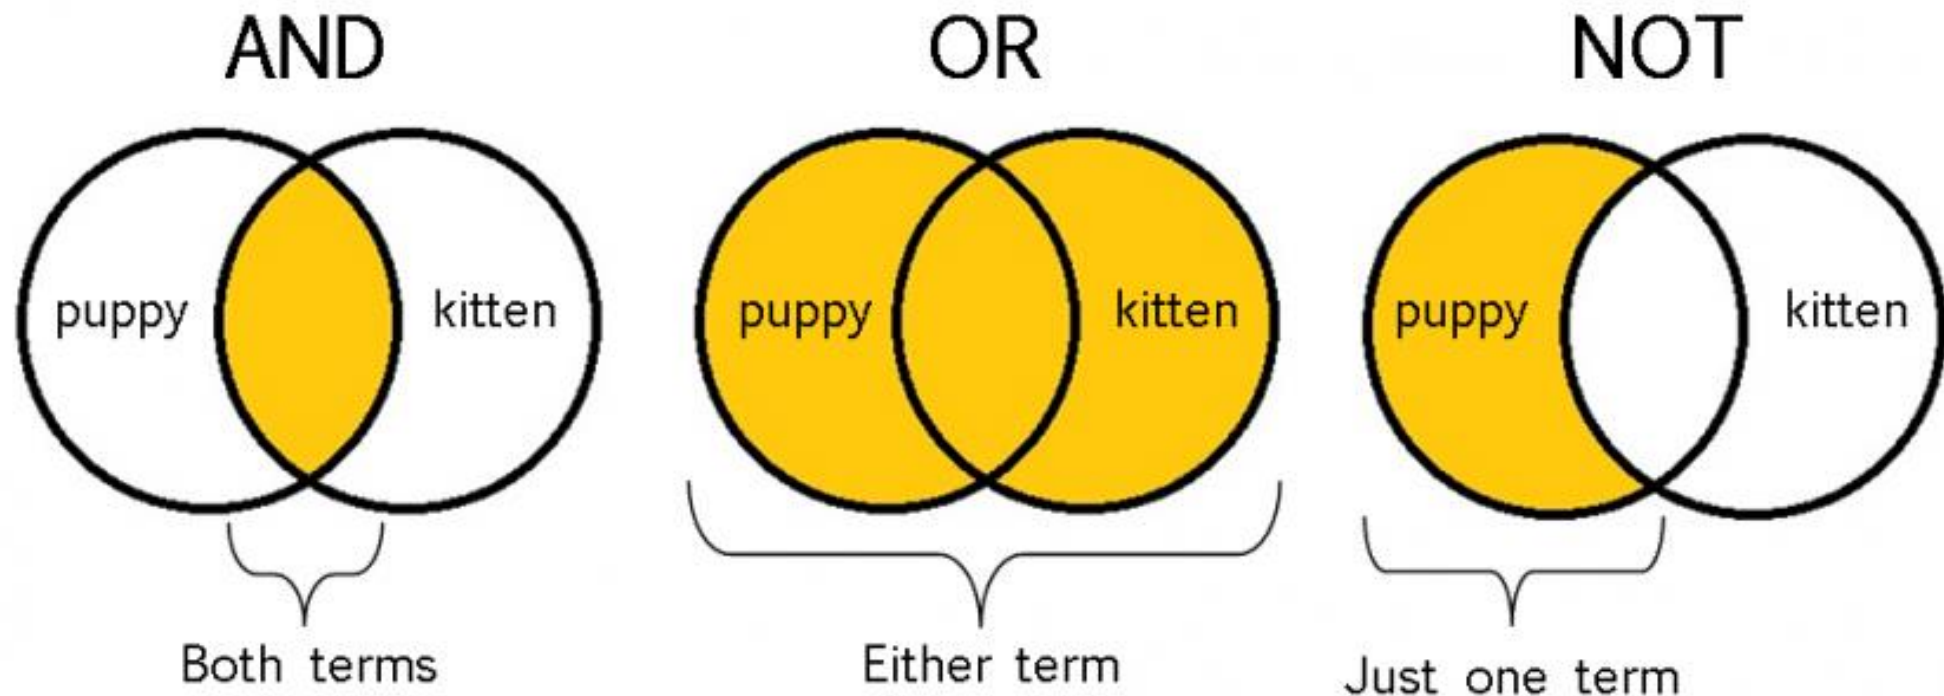 AND
puppy kitten
Both terms
OR
puppy kitten
Either term
NOT
puppy kitten
Just one term